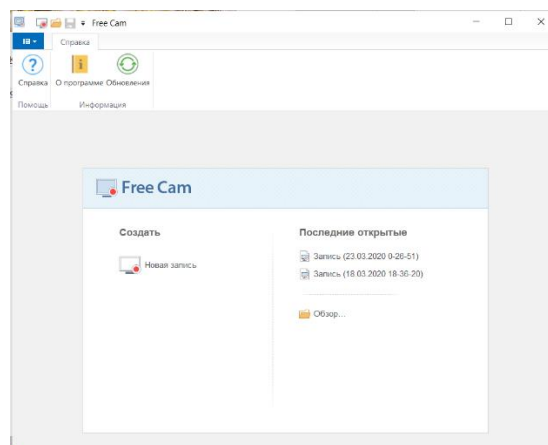 Free Cam
Справка
Справка
О программе
Обновления
Помощь
Информация
Free Cam
Создать
Новая запись
Последние открытые
Запись (23.03.2020 0-26-51)
Запись (18.03.2020 18-36-20)
Обзор...